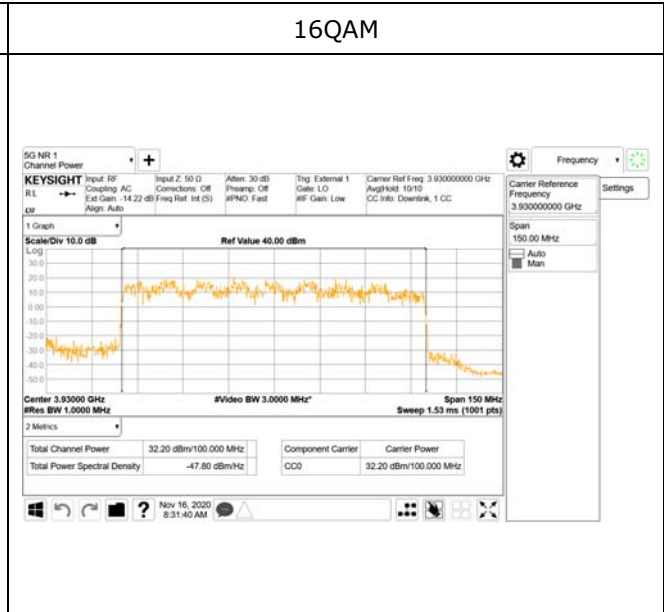 16QAM
5G NR 1
Channel Power
Frequency
KEYSIGHT
RL
Input: RF
Coupling: AC
Ext Gain: -14.22 dB
Align: Auto
Input Z: 50 Ω
Corrections: Off
Freq Ref: Int (S)
Atten: 30 dB
Preamp: Off
#PNO: Fast
Trig: External 1
Gate: LO
#IF Gain: Low
Carrier Ref Freq: 3.930000000 GHz
Avg|Hold: 10/10
CC Info: Downlink, 1 CC
Carrier Reference
Frequency
3.930000000 GHz
Settings
Span
150.00 MHz
Auto
Man
1 Graph
Scale/Div 10.0 dB
Ref Value 40.00 dBm
Log
30.0
20.0
10.0
0.00
-10.0
-20.0
-30.0
-40.0
-50.0
Center 3.93000 GHz
#Video BW 3.0000 MHz*
Span 150 MHz
#Res BW 1.0000 MHz
Sweep 1.53 ms (1001 pts)
2 Metrics
Total Channel Power 32.20 dBm/100.000 MHz
Total Power Spectral Density -47.80 dBm/Hz
Component Carrier Carrier Power
CC0 32.20 dBm/100.000 MHz
?
Nov 16, 2020
8:31:40 AM